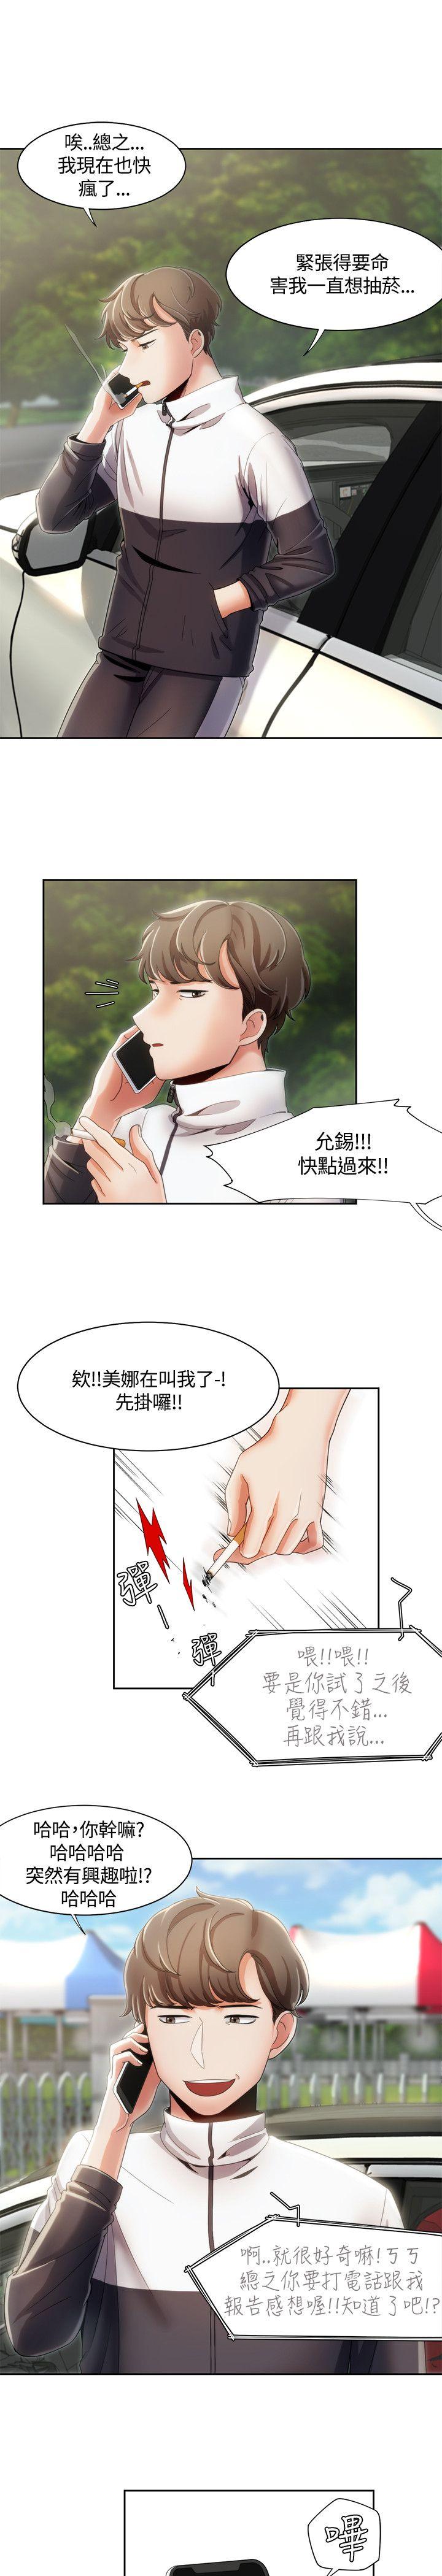 唉..總之...
我現在也快
瘋了...
緊張得要命
害我一直想抽菸...
允錫!!!
快點過來!!
欸!!美娜在叫我了-!
先掛囉!!
彈
彈
喂!!喂!!
要是你試了之後
覺得不錯...
再跟我說...
哈哈,你幹嘛?
哈哈哈哈
突然有興趣啦!?
哈哈哈
啊..就很好奇嘛!ㄎㄎ
總之你要打電話跟我
報告感想喔!!知道了吧!?
嗶